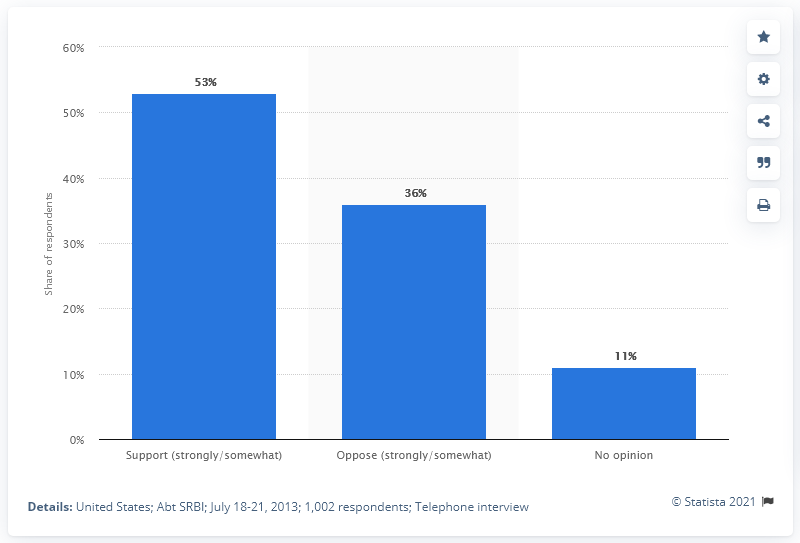 60%
53%
50%
40%
36%
30%
20%
11%
10%
0%
Share of respondents
Support (strongly/somewhat)
Oppose (strongly/somewhat)
No opinion
Details: United States; Abt SRBI; July 18-21, 2013; 1,002 respondents; Telephone interview
© Statista 2021